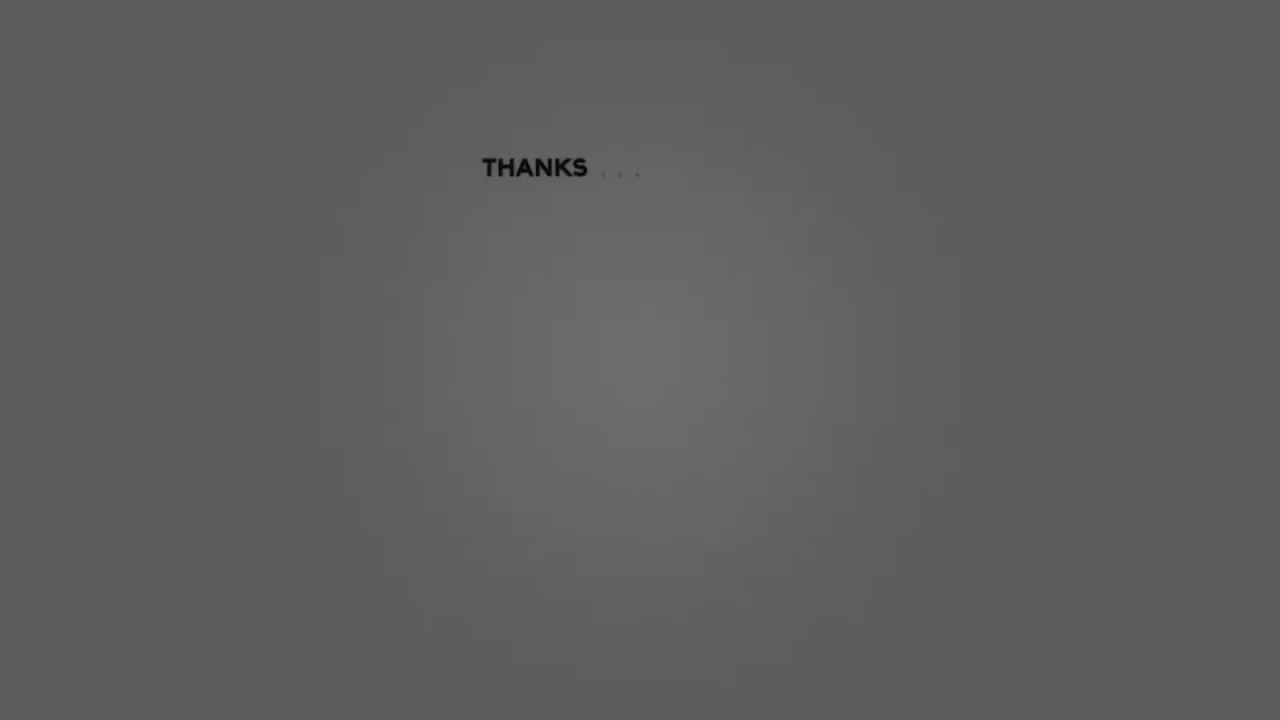 THANKS . . .